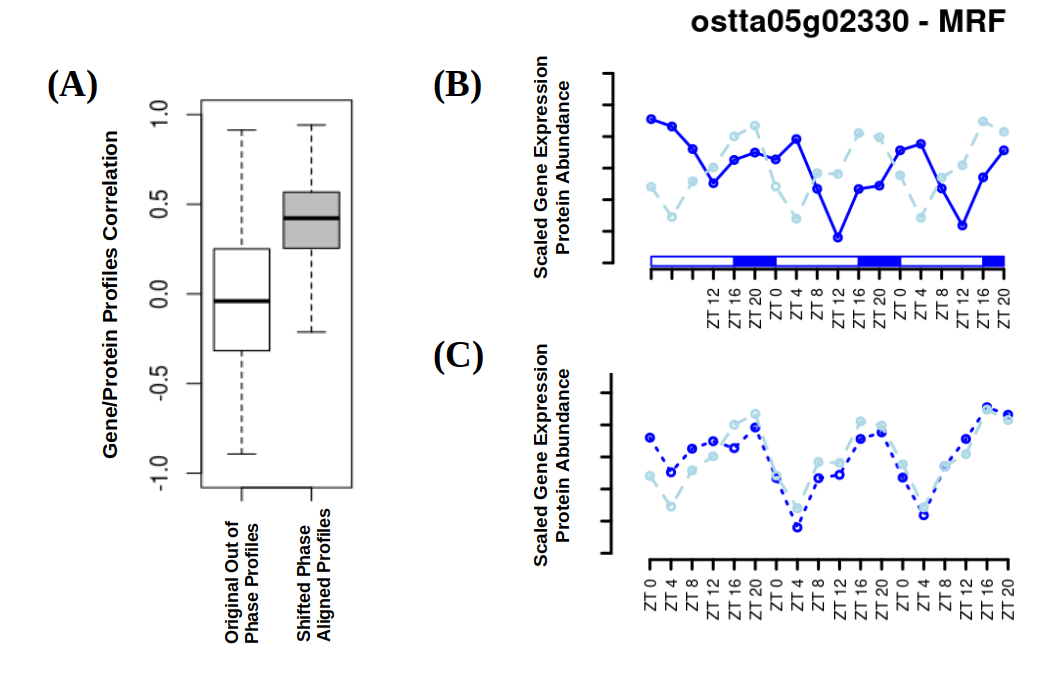 ostta05g02330 - MRF
(A)
Gene/Protein Profiles Correlation
1.0
0.5
0.0
-0.5
-1.0
Original Out of
Phase Profiles
Shifted Phase
Aligned Profiles
(B)
Scaled Gene Expression
Protein Abundance
ZT 12
ZT 16
ZT 20
ZT 0
ZT 4
ZT 8
ZT 12
ZT 16
ZT 20
ZT 0
ZT 4
ZT 8
ZT 12
ZT 16
ZT 20
(C)
Scaled Gene Expression
Protein Abundance
ZT 0
ZT 4
ZT 8
ZT 12
ZT 16
ZT 20
ZT 0
ZT 4
ZT 8
ZT 12
ZT 16
ZT 20
ZT 0
ZT 4
ZT 8
ZT 12
ZT 16
ZT 20